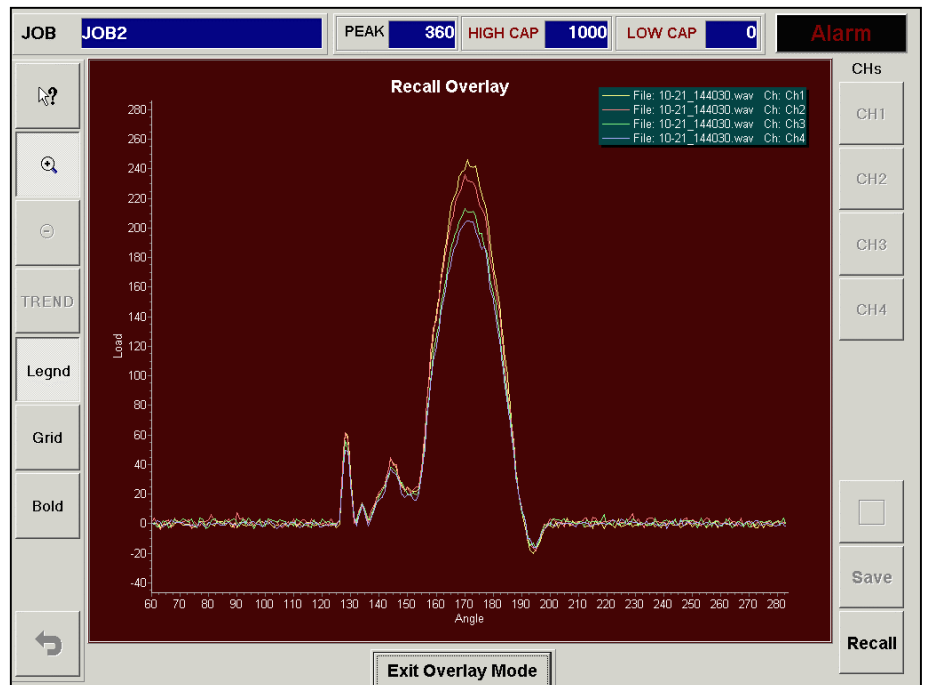 JOB JOB2 PEAK 360 HIGH CAP 1000 LOW CAP 0 Alarm
CHs
?
Recall Overlay
File: 10-21_144030.wav Ch: Ch1
File: 10-21_144030.wav Ch: Ch2
File: 10-21_144030.wav Ch: Ch3
File: 10-21_144030.wav Ch: Ch4
CH1
CH2
CH3
CH4
TREND
Legnd
Grid
Bold
280
260
240
220
200
180
160
140
120
100
80
60
40
20
0
-20
-40
Load
60 70 80 90 100 110 120 130 140 150 160 170 180 190 200 210 220 230 240 250 260 270 280
Angle
Save
Recall
Exit Overlay Mode